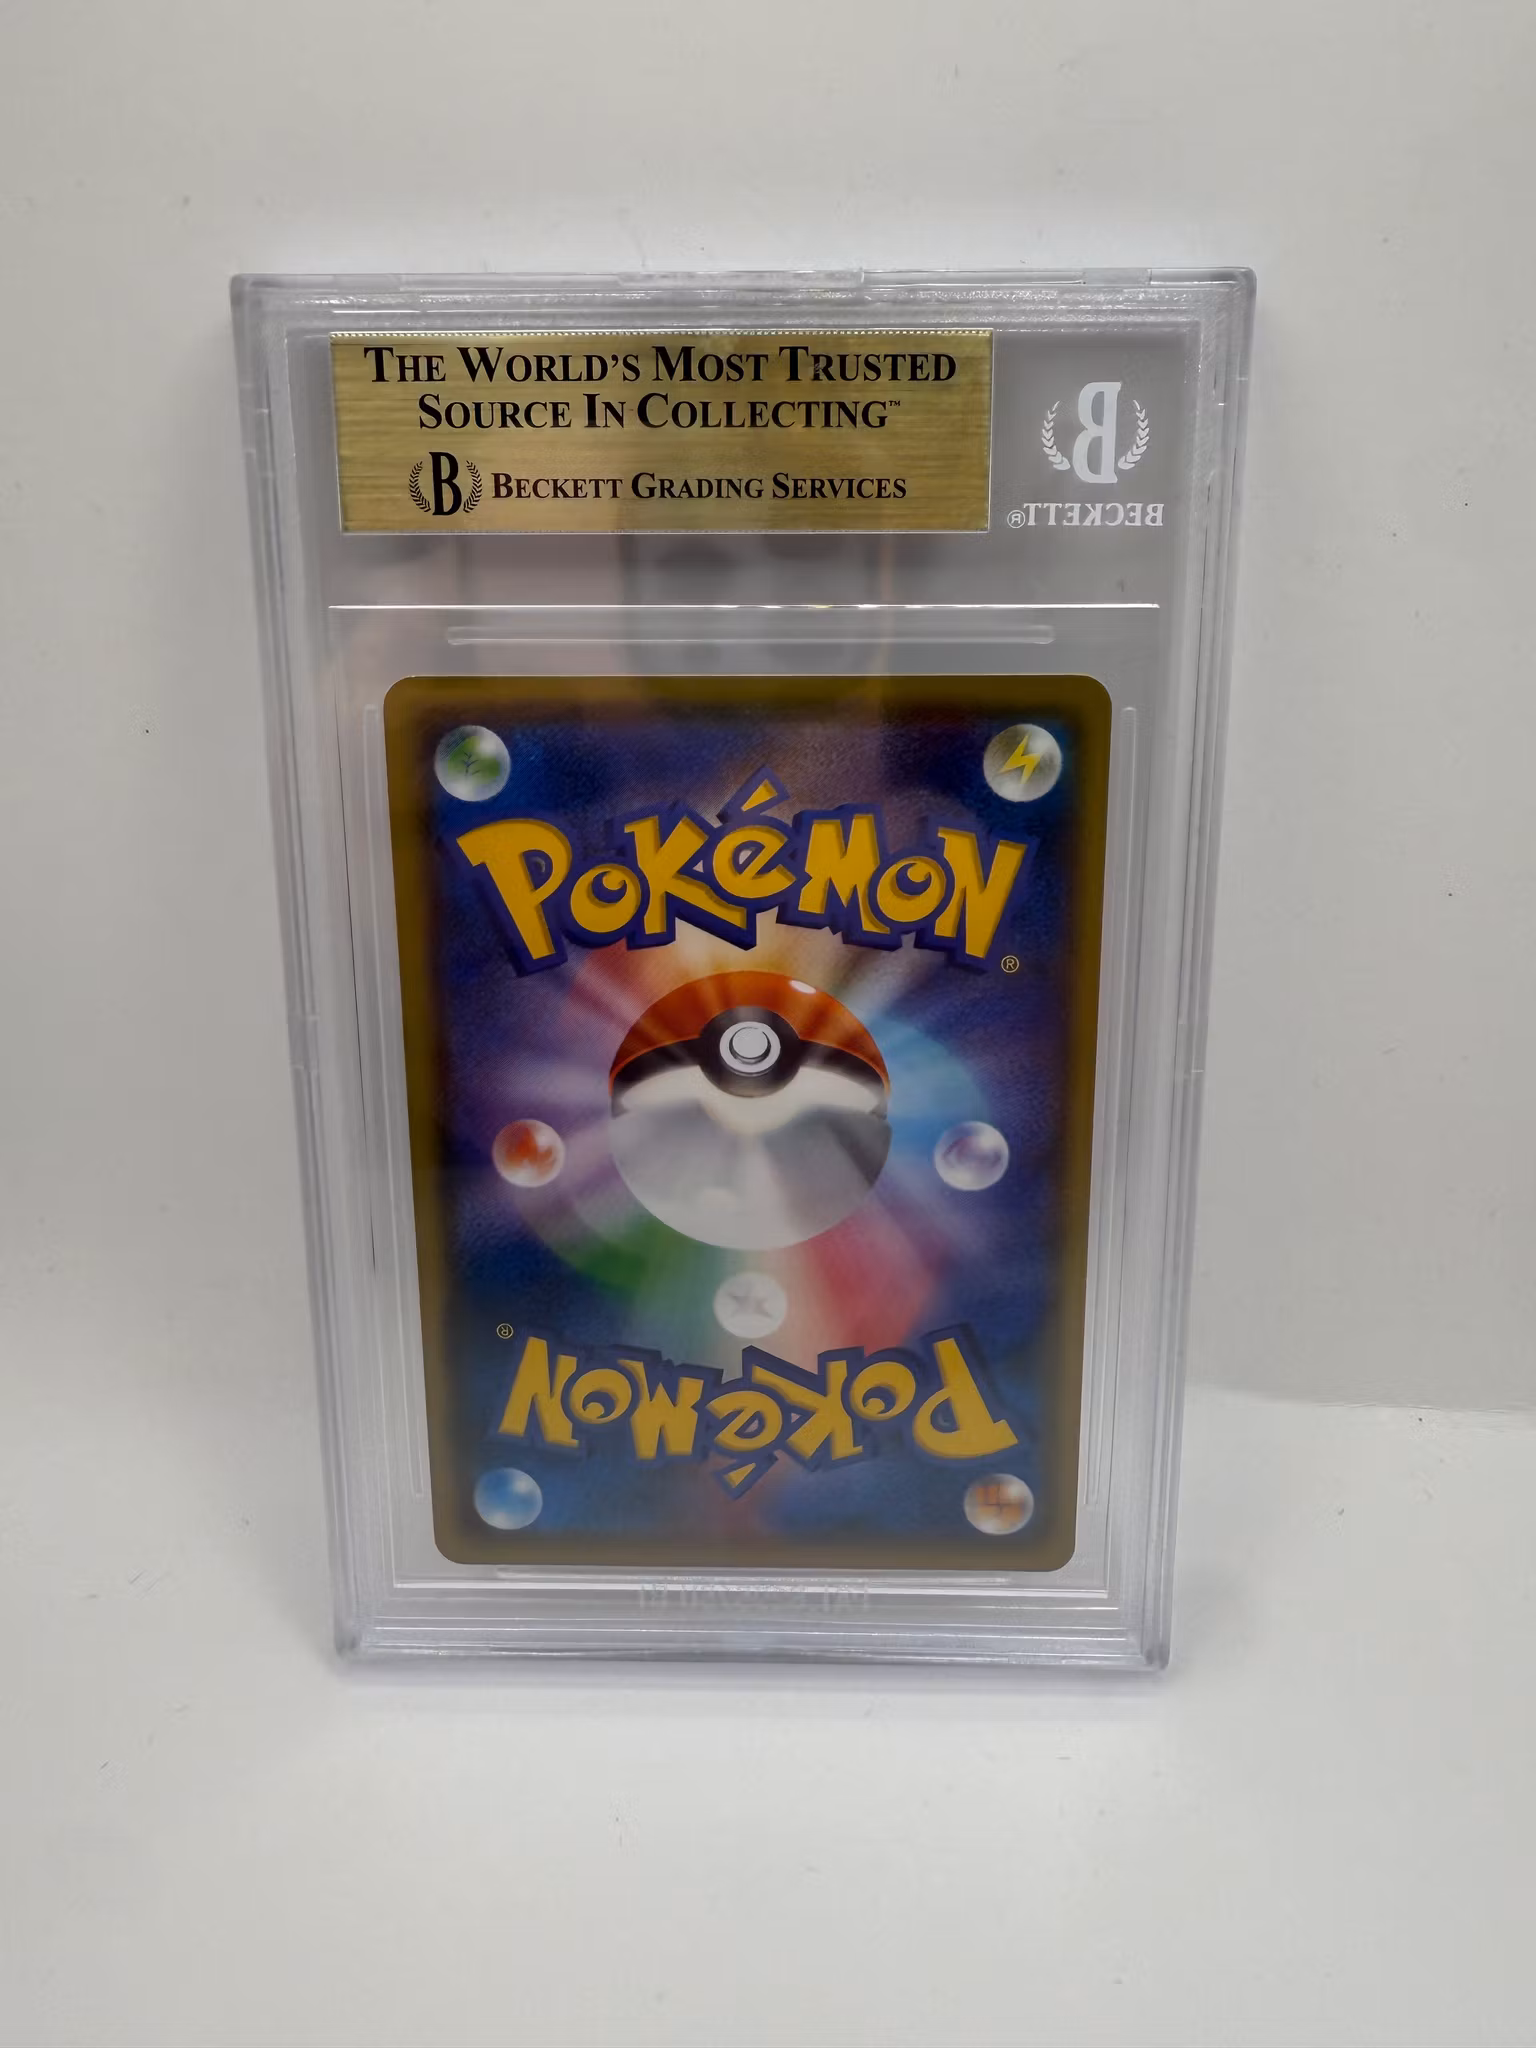 THE WORLD'S MOST TRUSTED
SOURCE IN COLLECTING™
B BECKETT GRADING SERVICES
B
BECKETT®
POKéMON®
POKéMON®